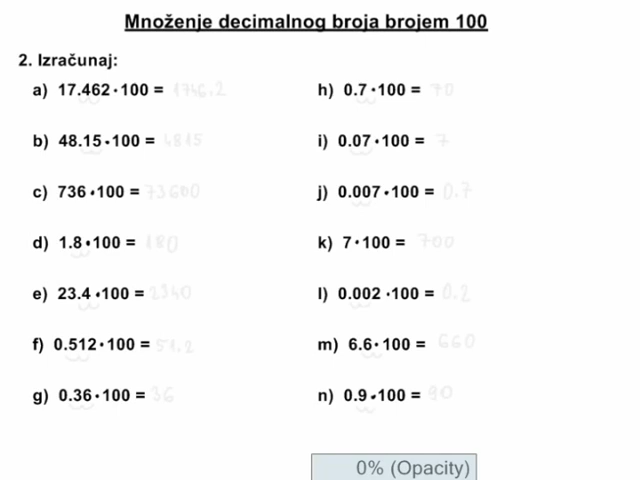 Množenje decimalnog broja brojem 100
2. Izračunaj:
a) 17.462·100 = 1746.2
b) 48.15·100 = 4815
c) 736·100 = 73600
d) 1.8·100 = 180
e) 23.4·100 = 2340
f) 0.512·100 = 51.2
g) 0.36·100 = 36
h) 0.7·100 = 70
i) 0.07·100 = 7
j) 0.007·100 = 0.7
k) 7·100 = 700
l) 0.002·100 = 0.2
m) 6.6·100 = 660
n) 0.9·100 = 90
0% (Opacity)